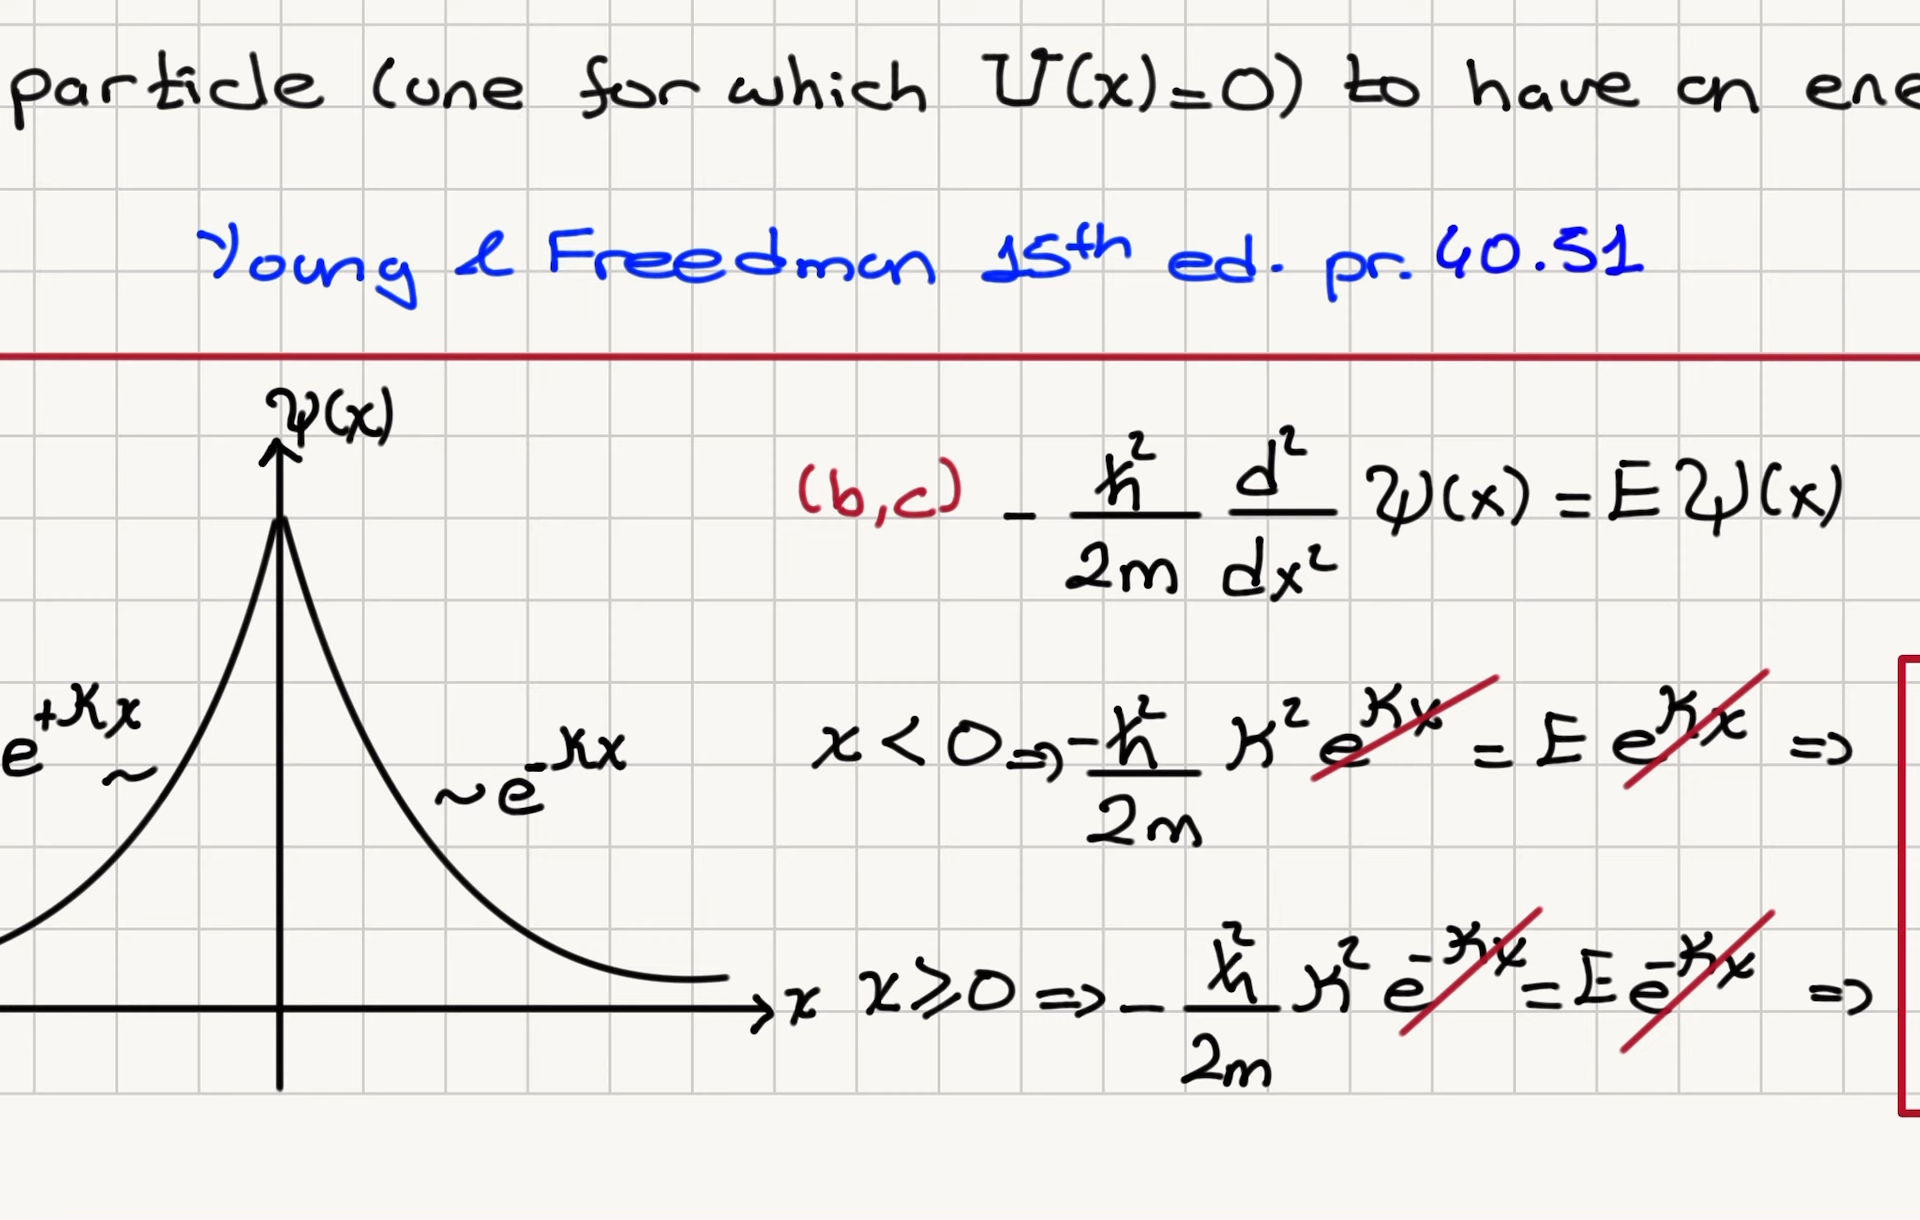 particle (one for which U(x)=0) to have an ene
Young & Freedman 15th ed. pr. 40.51
ψ(x)
e^{+κx} ~
~e^{-κx}
x
(b,c) -ħ²/2m d²/dx² ψ(x) = Eψ(x)
x < 0 ⇒ -ħ²/2m κ² e^{κx} = E e^{κx} ⇒
x ⩾ 0 ⇒ -ħ²/2m κ² e^{-κx} = E e^{-κx} ⇒